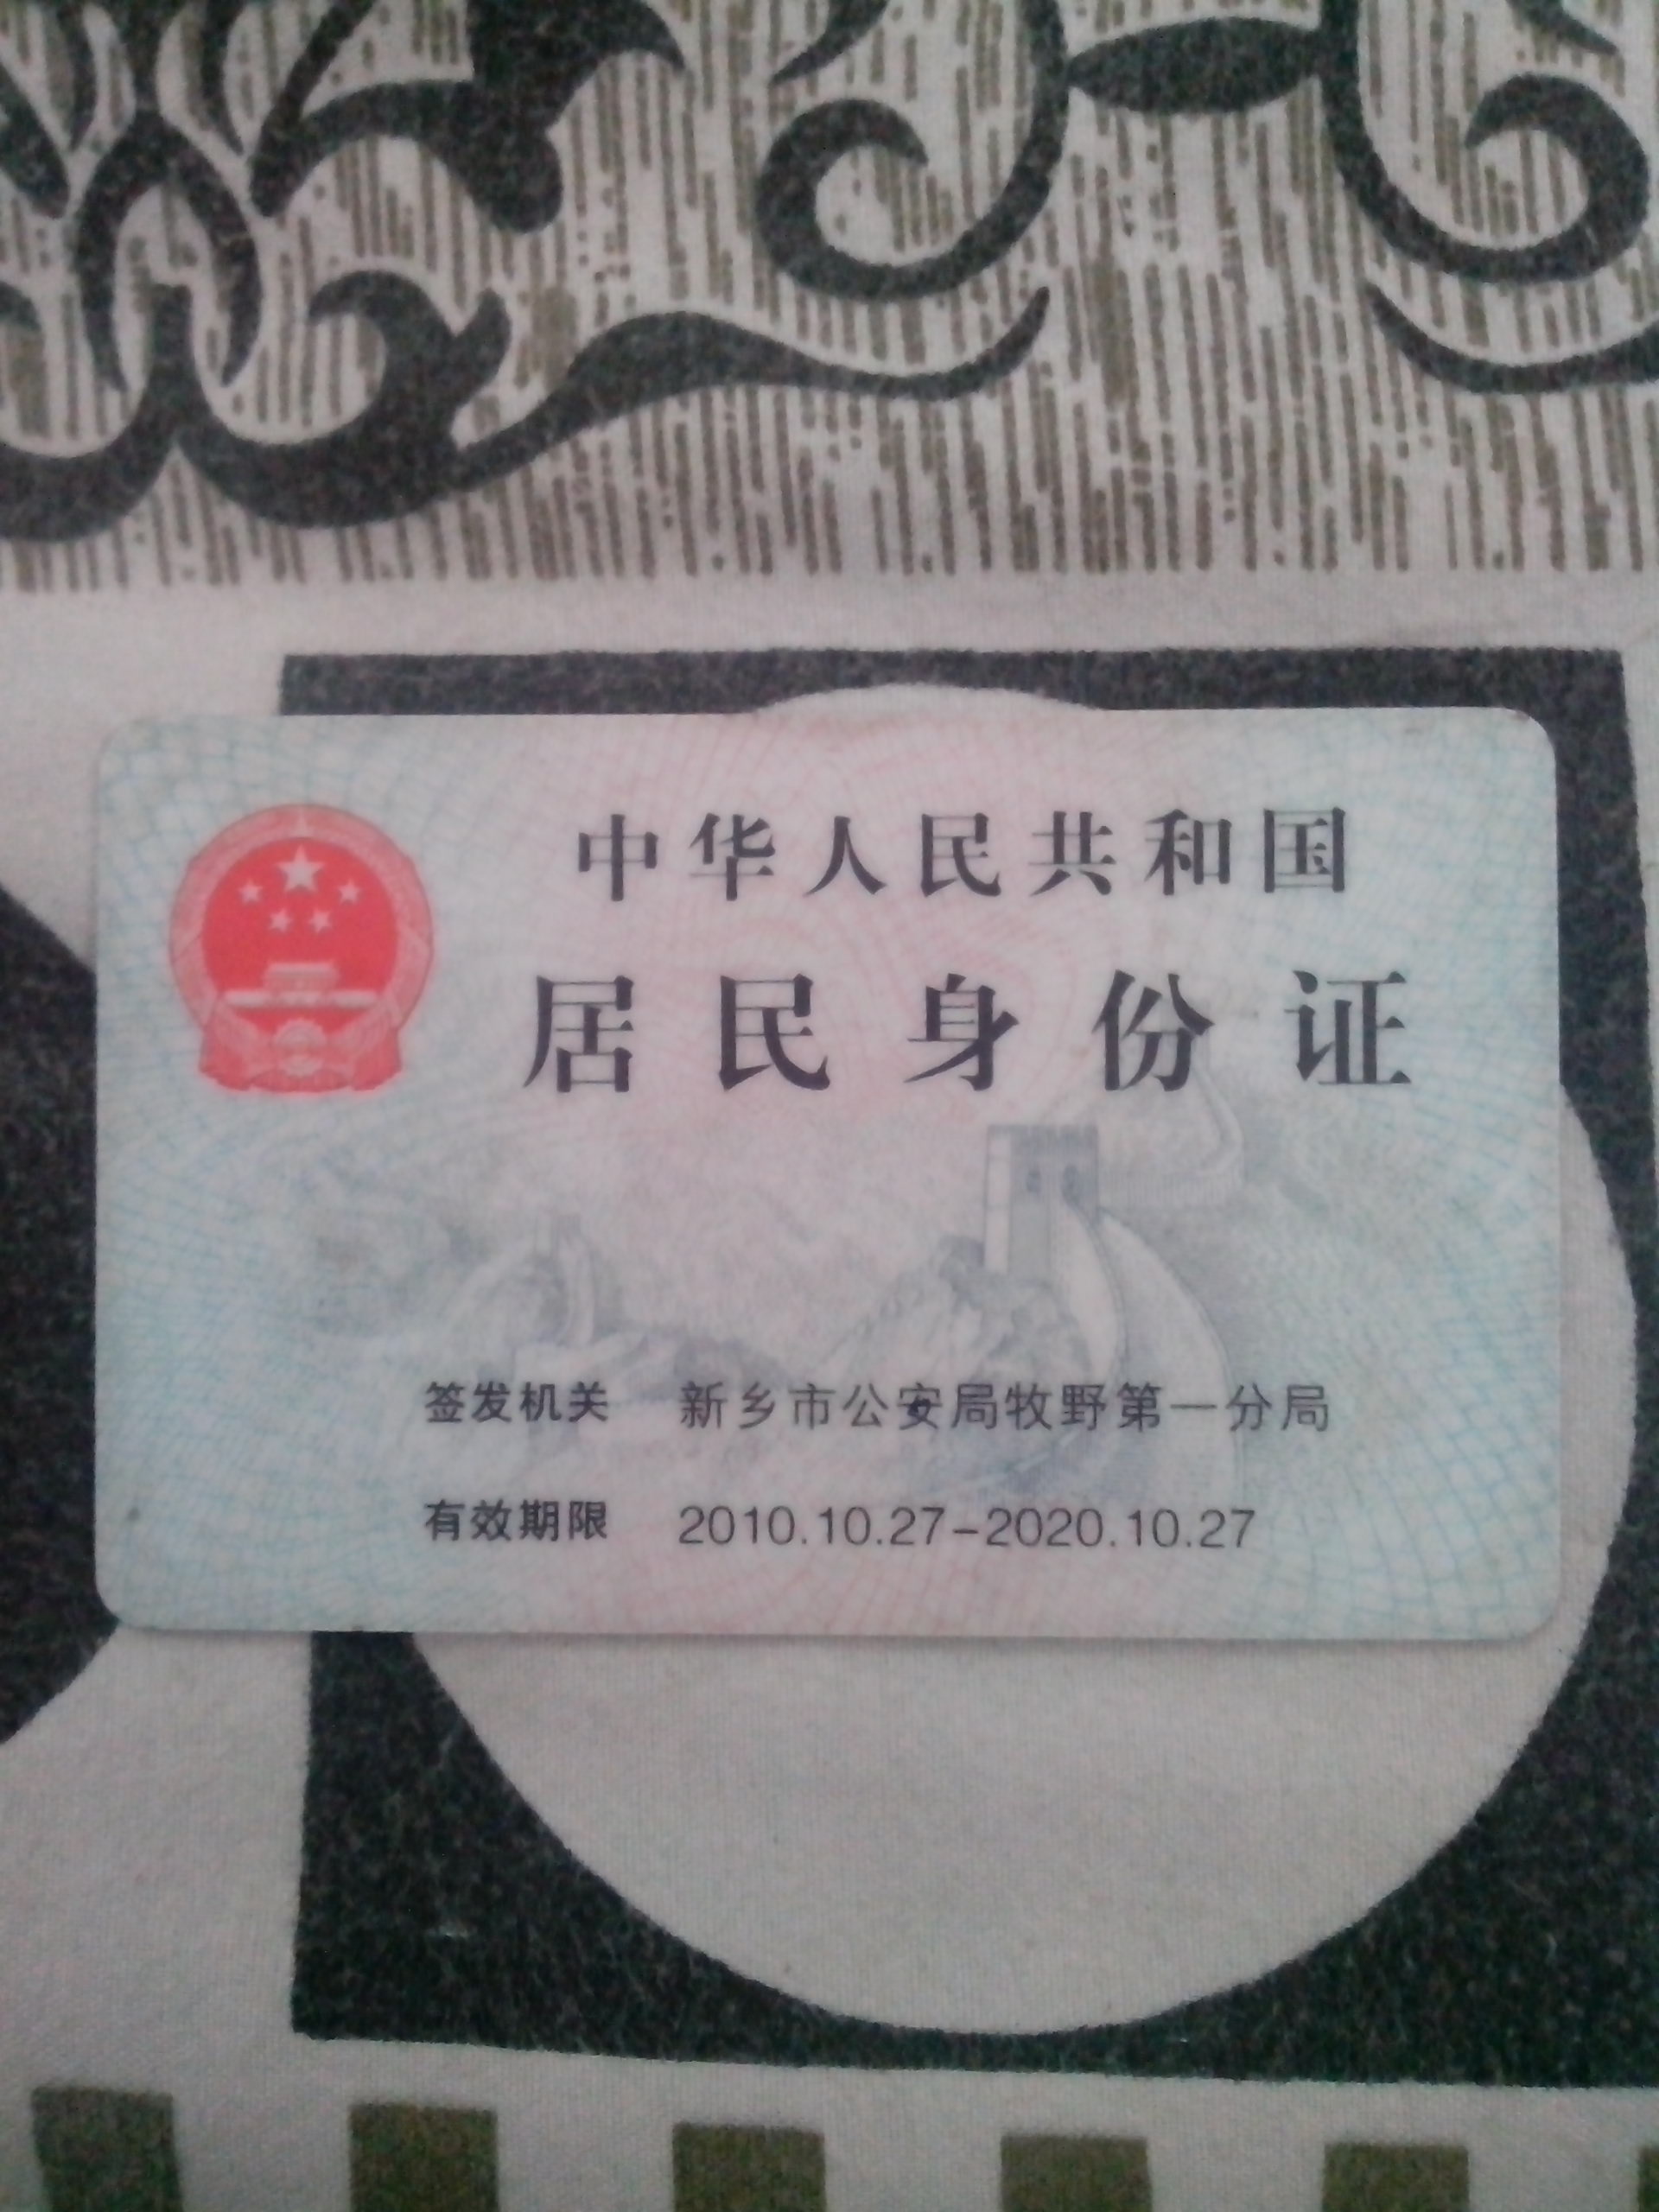 中华人民共和国
居民身份证
签发机关 新乡市公安局牧野第一分局
有效期限 2010.10.27-2020.10.27